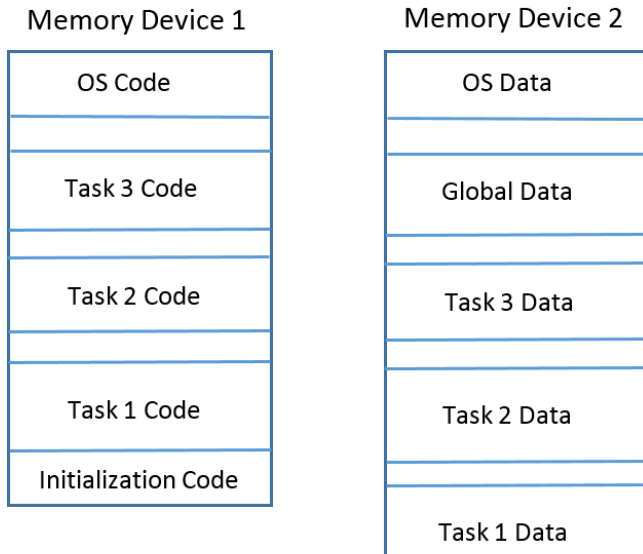 Memory Device 1
OS Code
Task 3 Code
Task 2 Code
Task 1 Code
Initialization Code
Memory Device 2
OS Data
Global Data
Task 3 Data
Task 2 Data
Task 1 Data